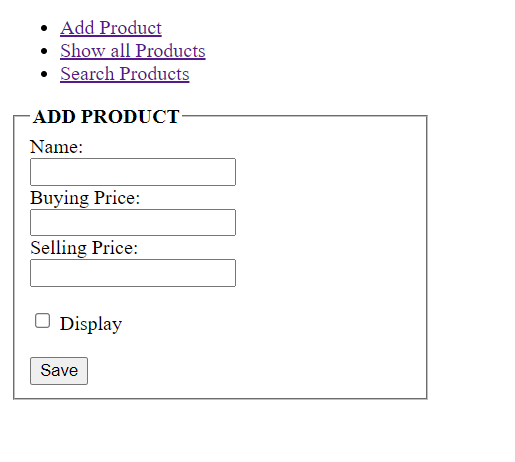 Add Product
Show all Products
Search Products
ADD PRODUCT
Name:
Buying Price:
Selling Price:
Display
Save